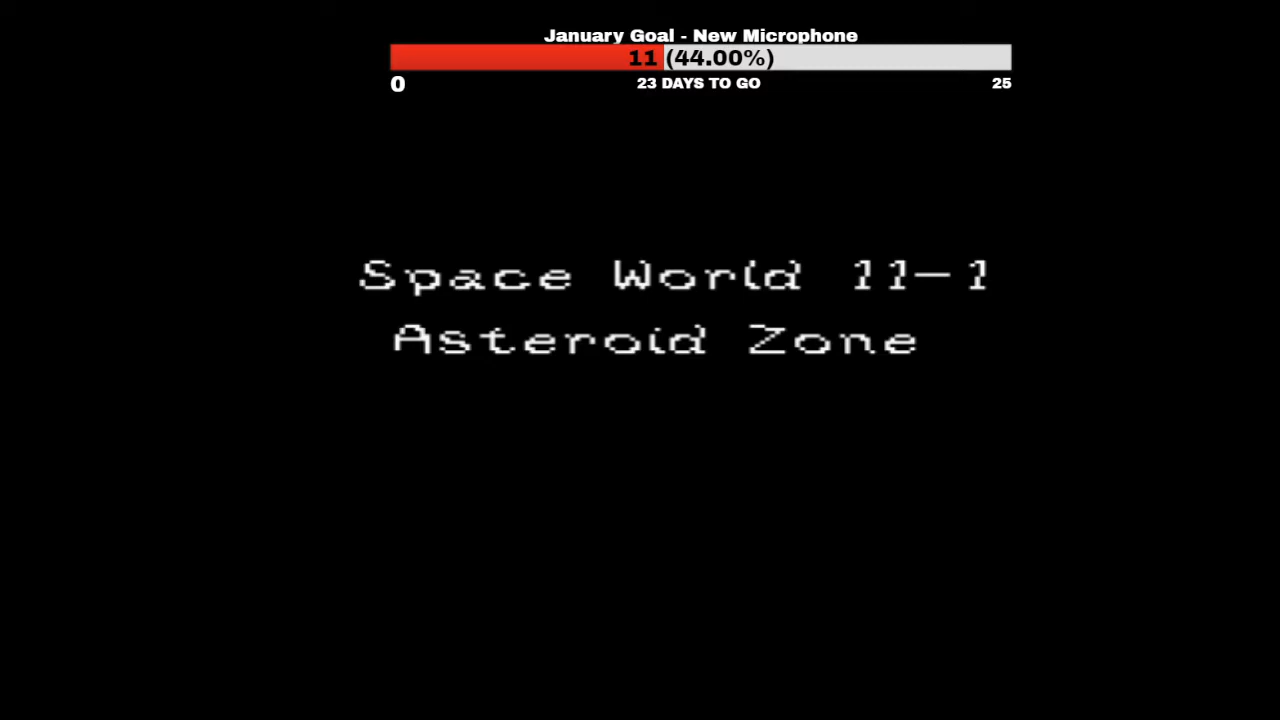 January Goal - New Microphone
11 (44.00%)
0 23 DAYS TO GO 25
Space World 11-1
Asteroid Zone